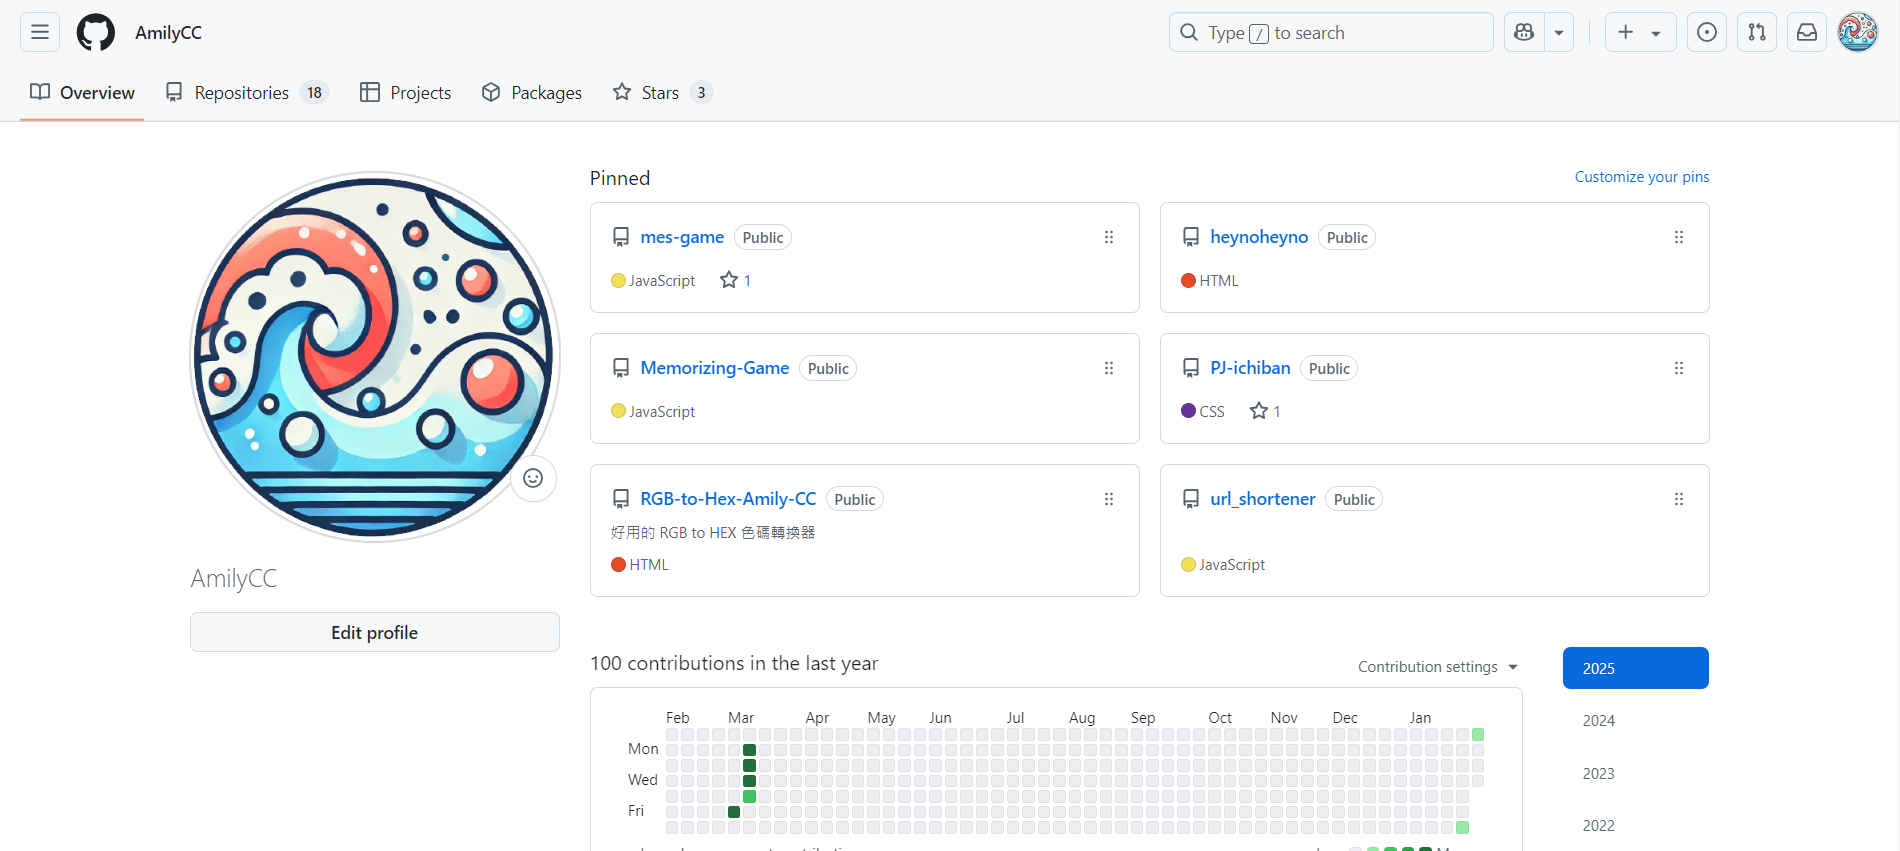 AmilyCC
Type / to search
Overview
Repositories 18
Projects
Packages
Stars 3
Pinned
Customize your pins
mes-game Public
JavaScript 1
heynoheyno Public
HTML
Memorizing-Game Public
JavaScript
PJ-ichiban Public
CSS 1
RGB-to-Hex-Amily-CC Public
好用的 RGB to HEX 色碼轉換器
HTML
url_shortener Public
JavaScript
AmilyCC
Edit profile
100 contributions in the last year
Contribution settings
2025
2024
2023
2022
Feb Mar Apr May Jun Jul Aug Sep Oct Nov Dec Jan
Mon
Wed
Fri